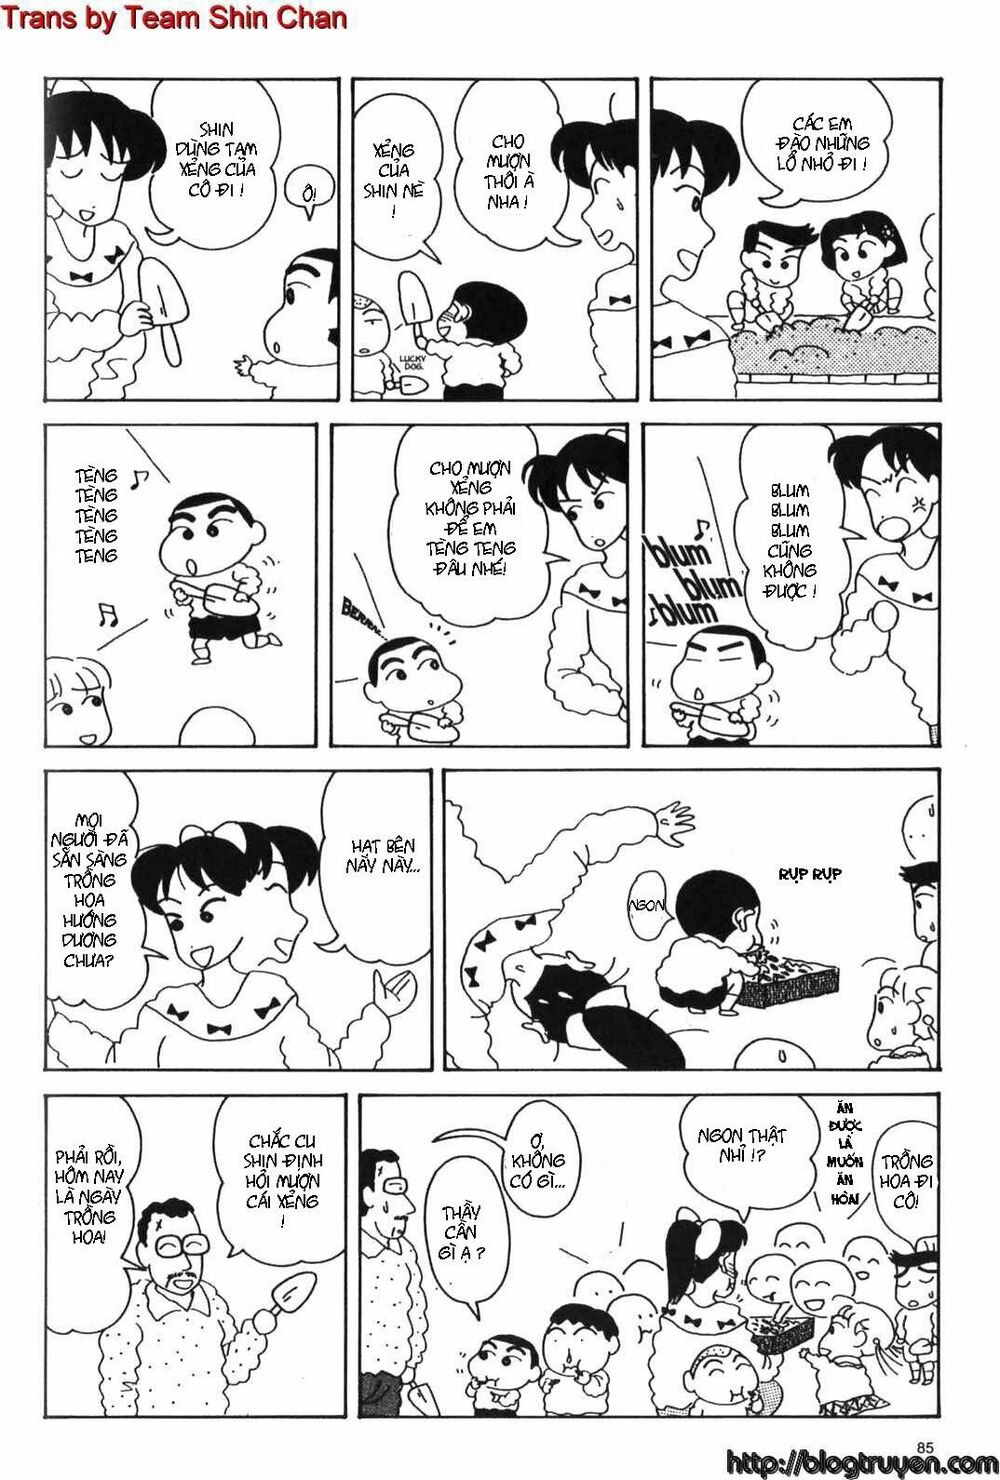 Trans by Team Shin Chan
SHIN
DÙNG TẠM
XẺNG CỦA
CÔ ĐI !
Ô!
XẺNG
CỦA
SHIN NÈ
!
CHO
MƯỢN
THÔI À
NHA !
LUCKY
DOG.
CÁC EM
ĐÀO NHỮNG
LỔ NHỎ ĐI !
TÈNG
TÈNG
TÈNG
TÈNG
TENG
CHO MƯỢN
XẺNG
KHÔNG PHẢI
ĐỂ EM
TÈNG TENG
ĐÂU NHÉ!
BERRN...
blum
blum
blum
BLUM
BLUM
BLUM
CŨNG
KHÔNG
ĐƯỢC !
MỌI
NGƯỜI ĐÃ
SẴN SÀNG
TRỒNG
HOA
HƯỚNG
DƯƠNG
CHƯA?
HẠT BÊN
NÀY NÀY...
NGON
RỤP RỤP
PHẢI RỒI,
HÔM NAY
LÀ NGÀY
TRỒNG
HOA!
CHẮC CU
SHIN ĐỊNH
HỎI MƯỢN
CÁI XẺNG
!
Ơ,
KHÔNG
CÓ GÌ...
THẦY
CẦN
GÌ Ạ ?
NGON THẬT
NHỈ !?
ĂN
ĐƯỢC
LÀ
MUỐN
ĂN
HOÀI
TRỒNG
HOA ĐI
CÔ!
85
http://blogtruyen.com